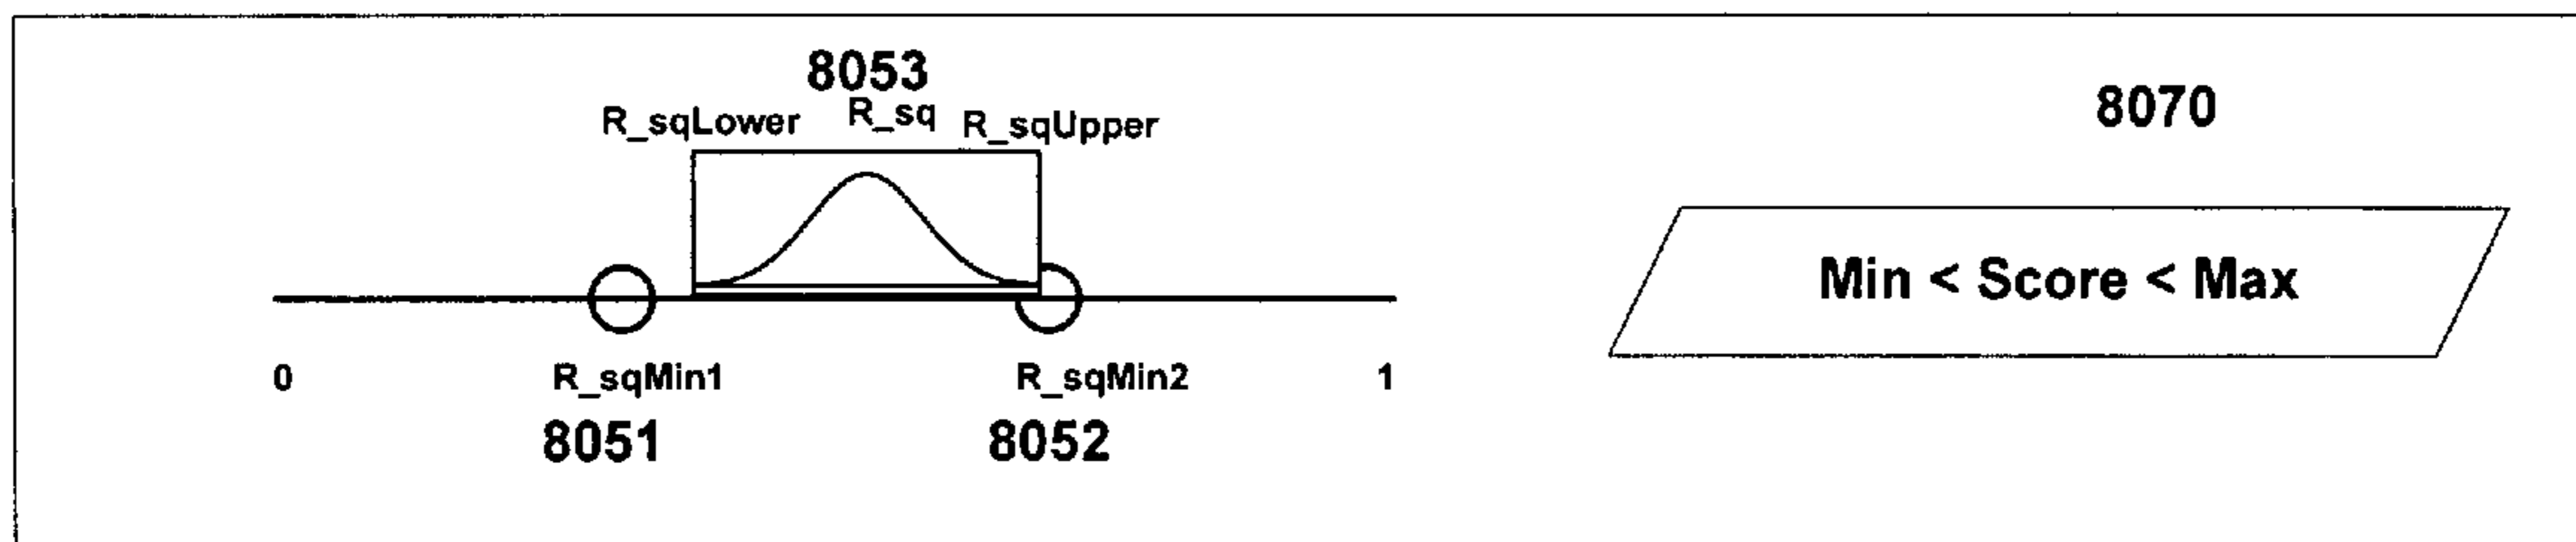 8053
R_sqLower R_sq R_sqUpper
8070
Min < Score < Max
0 R_sqMin1 R_sqMin2 1
8051 8052